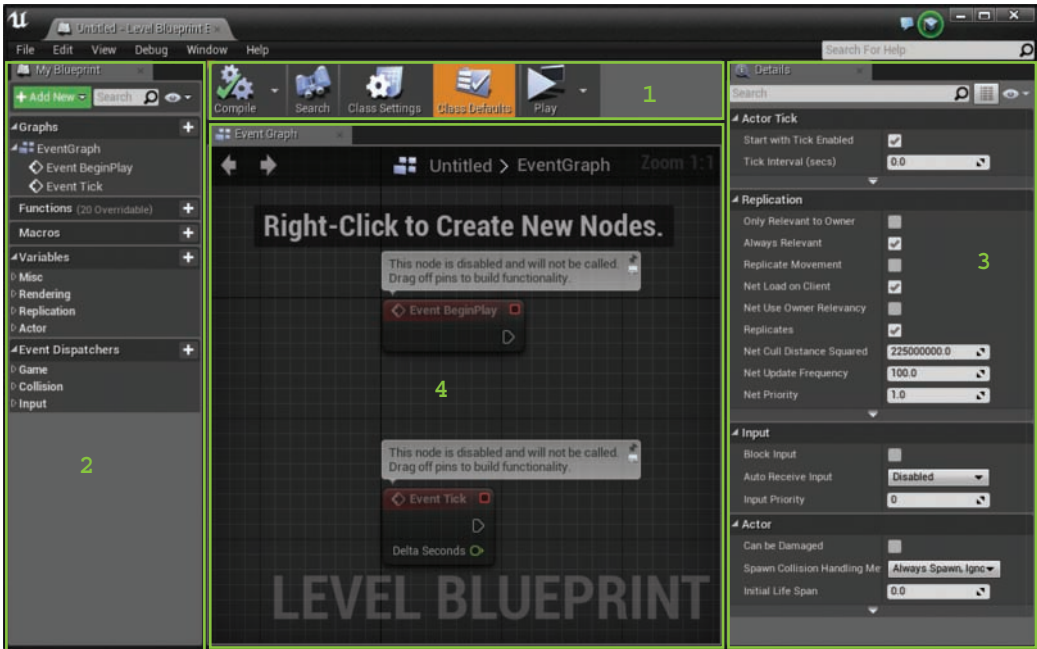 Untitled - Level Blueprint E
File Edit View Debug Window Help
Search For Help
My Blueprint
+ Add New
Search
Graphs
EventGraph
Event BeginPlay
Event Tick
Functions (20 Overridable)
Macros
Variables
Misc
Rendering
Replication
Actor
Event Dispatchers
Game
Collision
Input
2
Compile
Search
Class Settings
Class Defaults
Play
1
Event Graph
Untitled > EventGraph
Zoom 1:1
Right-Click to Create New Nodes.
This node is disabled and will not be called.
Drag off pins to build functionality.
Event BeginPlay
4
This node is disabled and will not be called.
Drag off pins to build functionality.
Event Tick
Delta Seconds
LEVEL BLUEPRINT
Details
Search
Actor Tick
Start with Tick Enabled
Tick Interval (secs) 0.0
Replication
Only Relevant to Owner
Always Relevant
Replicate Movement
3
Net Load on Client
Net Use Owner Relevancy
Replicates
Net Cull Distance Squared 225000000.0
Net Update Frequency 100.0
Net Priority 1.0
Input
Block Input
Auto Receive Input Disabled
Input Priority 0
Actor
Can be Damaged
Spawn Collision Handling Me Always Spawn, Ignc
Initial Life Span 0.0